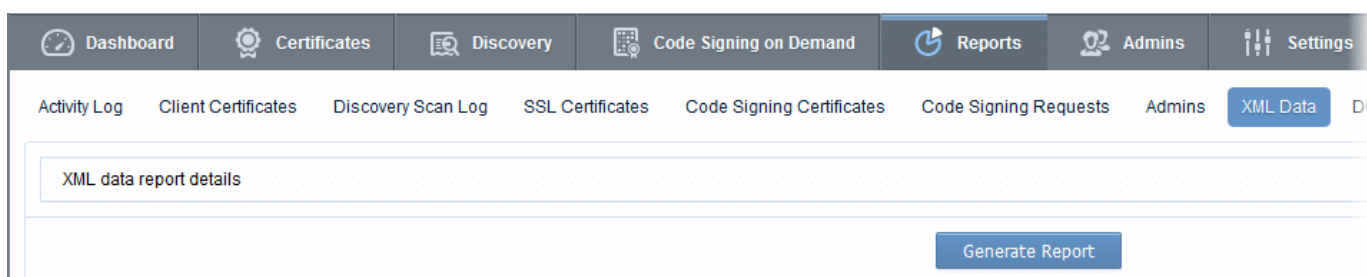 Dashboard Certificates Discovery Code Signing on Demand Reports Admins Settings
Activity Log Client Certificates Discovery Scan Log SSL Certificates Code Signing Certificates Code Signing Requests Admins XML Data
XML data report details
Generate Report